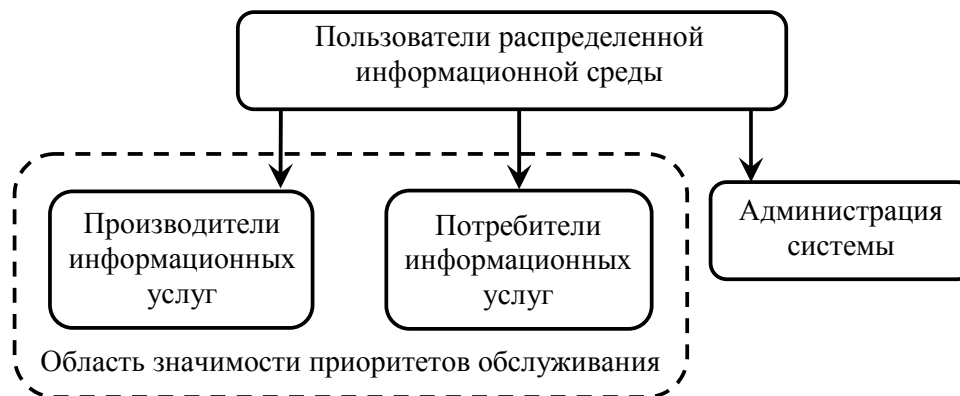 Пользователи распределенной
информационной среды
Производители
информационных
услуг
Потребители
информационных
услуг
Администрация
системы
Область значимости приоритетов обслуживания